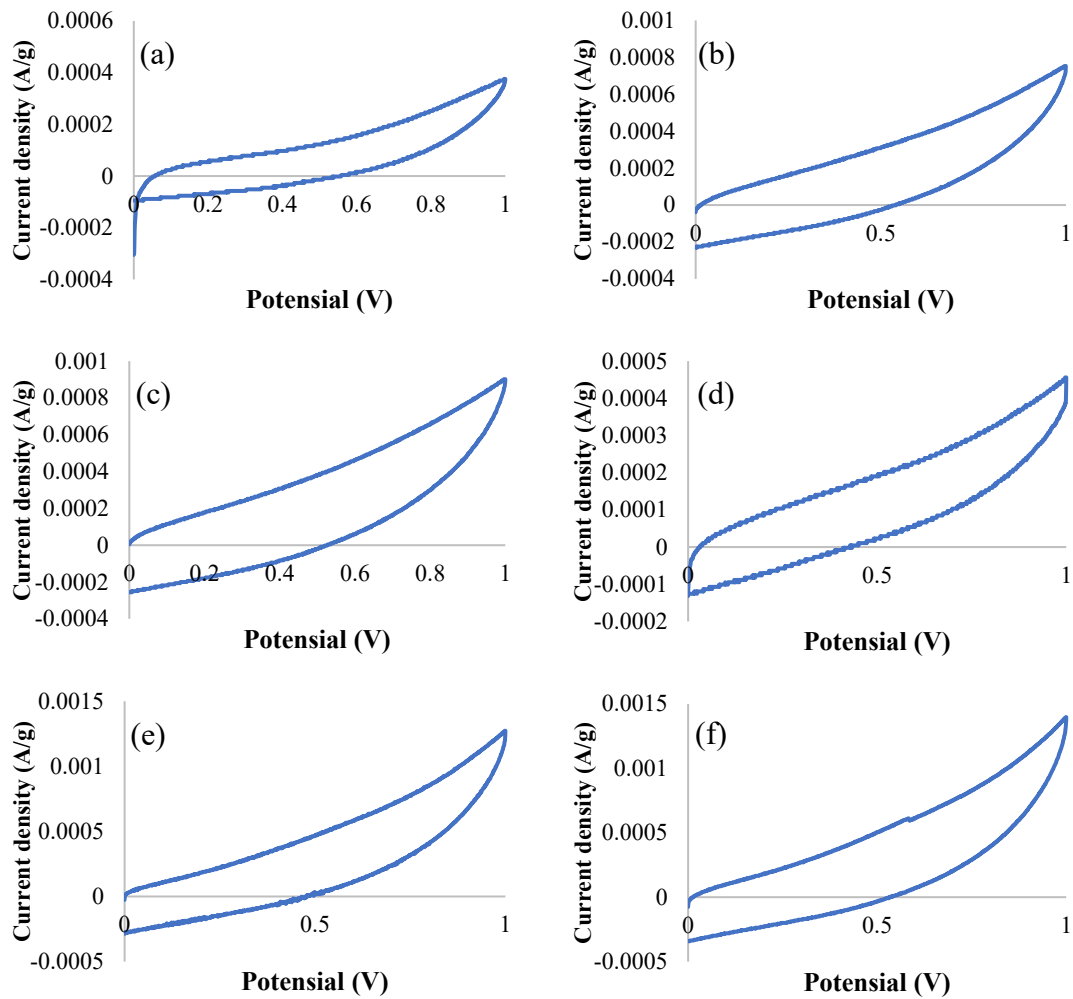 (a)
Current density (A/g)
0.0006
0.0004
0.0002
0
-0.0002
-0.0004
0 0.2 0.4 0.6 0.8 1
Potensial (V)
(b)
Current density (A/g)
0.001
0.0008
0.0006
0.0004
0.0002
0
-0.0002
-0.0004
0 0.5 1
Potensial (V)
(c)
Current density (A/g)
0.001
0.0008
0.0006
0.0004
0.0002
0
-0.0002
-0.0004
0 0.2 0.4 0.6 0.8 1
Potensial (V)
(d)
Current density (A/g)
0.0005
0.0004
0.0003
0.0002
0.0001
0
-0.0001
-0.0002
0 0.5 1
Potensial (V)
(e)
Current density (A/g)
0.0015
0.001
0.0005
0
-0.0005
0 0.5 1
Potensial (V)
(f)
Current density (A/g)
0.0015
0.001
0.0005
0
-0.0005
0 0.5 1
Potensial (V)